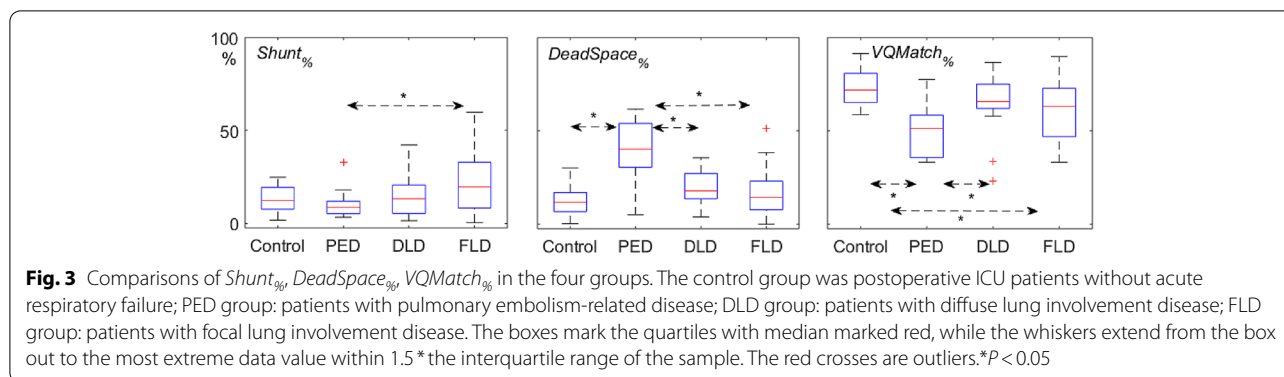 100
%
50
0
Shunt%
*
Control PED DLD FLD
DeadSpace%
* * *
Control PED DLD FLD
VQMatch%
* * *
Control PED DLD FLD
Fig. 3 Comparisons of Shunt%, DeadSpace%, VQMatch% in the four groups. The control group was postoperative ICU patients without acute
respiratory failure; PED group: patients with pulmonary embolism-related disease; DLD group: patients with diffuse lung involvement disease; FLD
group: patients with focal lung involvement disease. The boxes mark the quartiles with median marked red, while the whiskers extend from the box
out to the most extreme data value within 1.5 * the interquartile range of the sample. The red crosses are outliers.*P < 0.05